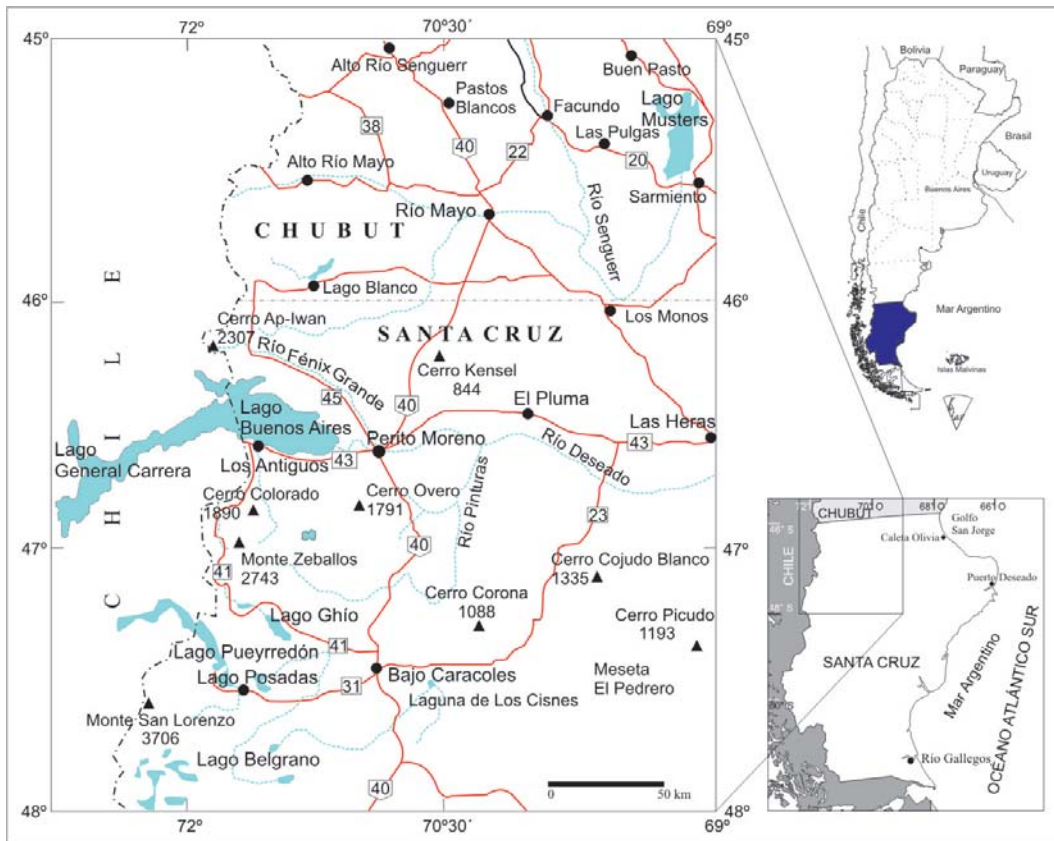 72º
70º30'
69º
45º
45º
Alto Río Senguerr
Buen Pasto
Pastos
Blancos
Facundo
Lago
Musters
Las Pulgas
38
40
22
20
Alto Río Mayo
Sarmiento
Río Mayo
Río Senguerr
CHUBUT
Lago Blanco
46º
46º
Los Monos
Cerro Ap-Iwan
2307
SANTA CRUZ
Río Fénix Grande
Cerro Kensel
844
45
40
El Pluma
Lago
Buenos Aires
Las Heras
Perito Moreno
43
43
Lago
General Carrera
Los Antiguos
Río Deseado
CHILE
Cerro Colorado
1890
Cerro Overo
1791
Río Pinturas
23
47º
47º
40
Monte Zeballos
2743
Cerro Cojudo Blanco
1335
41
Cerro Corona
1088
Lago Ghío
Cerro Picudo
1193
41
Lago Pueyrredón
Lago Posadas
31
Bajo Caracoles
Meseta
El Pedrero
Laguna de Los Cisnes
Monte San Lorenzo
3706
Lago Belgrano
40
0
50 km
48º
48º
72º
70º30'
69º
Bolivia
Paraguay
Brasil
Uruguay
Buenos Aires
Chile
Mar Argentino
Islas Malvinas
CHUBUT
Golfo
San Jorge
Caleta Olivia
CHILE
Puerto Deseado
SANTA CRUZ
Mar Argentino
OCEANO ATLÁNTICO SUR
Río Gallegos